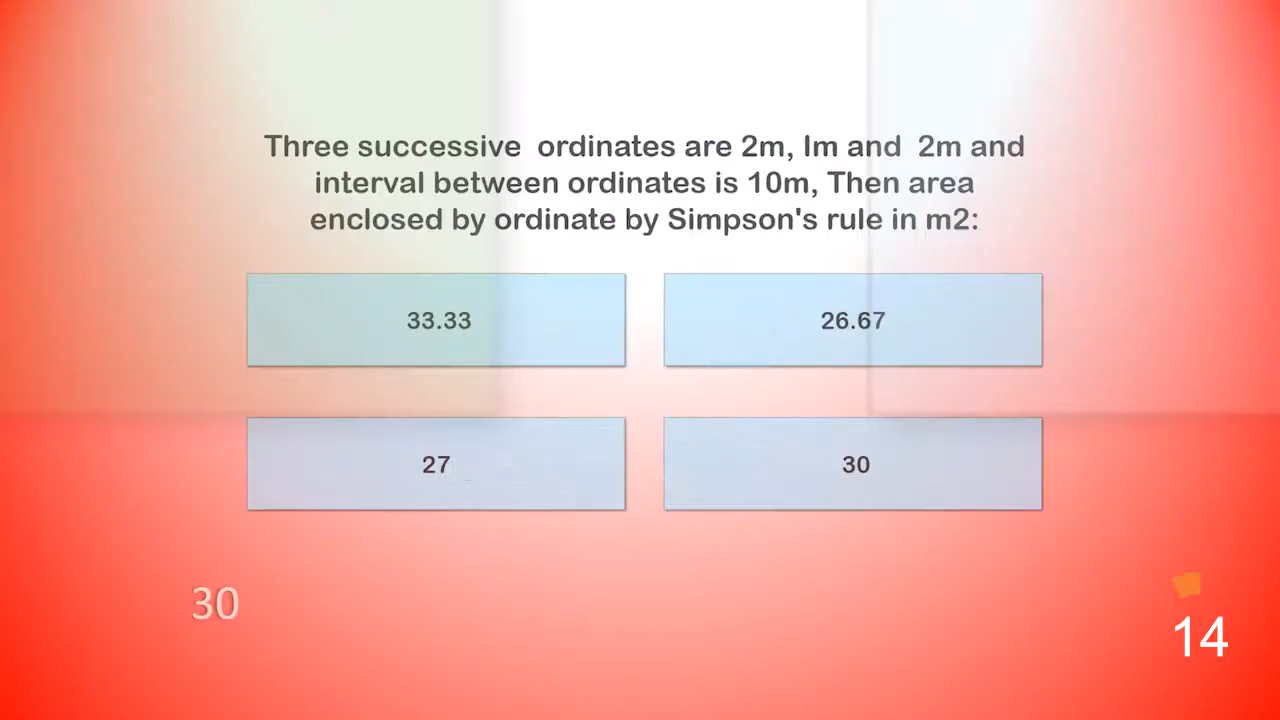 Three successive ordinates are 2m, Im and 2m and
interval between ordinates is 10m, Then area
enclosed by ordinate by Simpson's rule in m2:
33.33
26.67
27
30
30
14